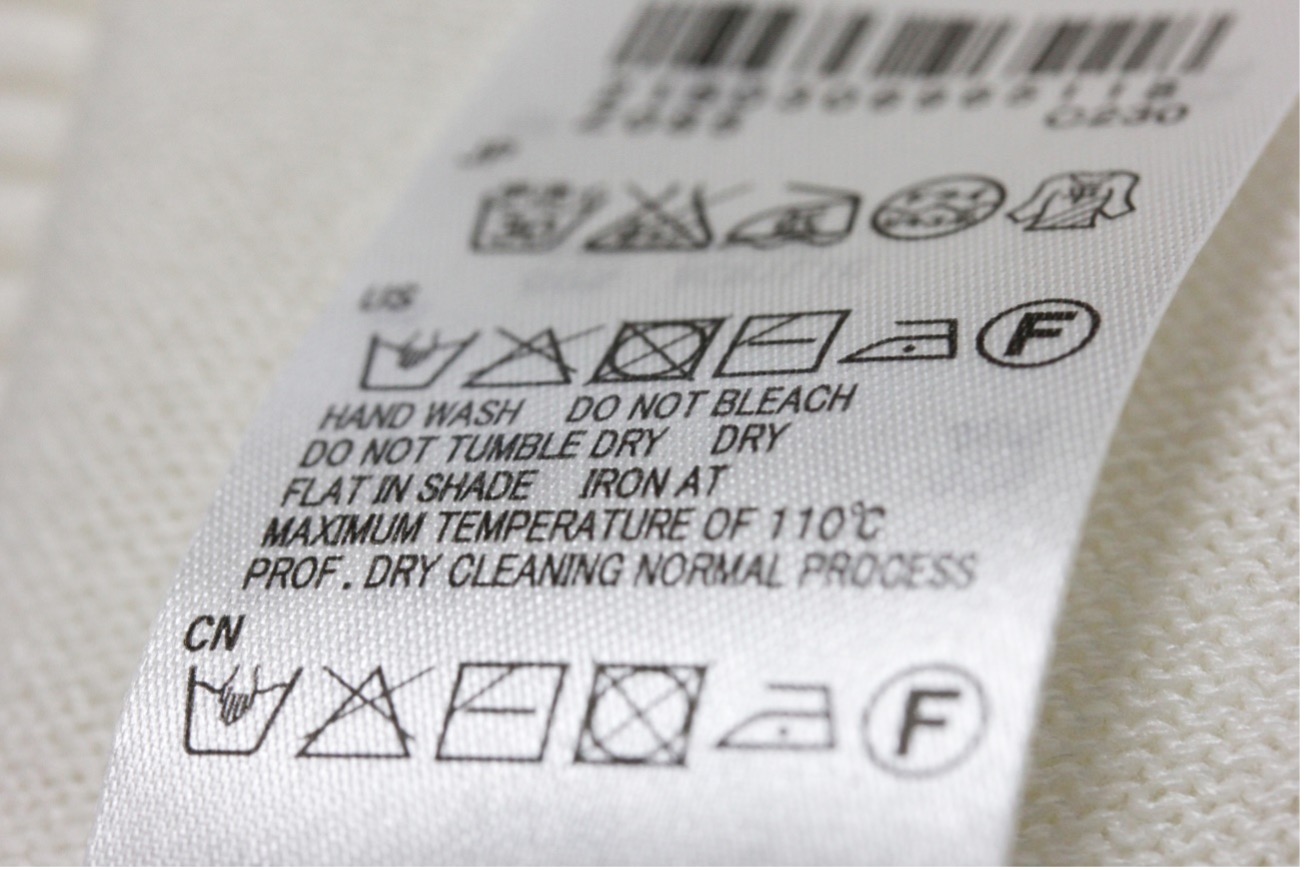 C230
US
F
HAND WASH DO NOT BLEACH
DO NOT TUMBLE DRY DRY
FLAT IN SHADE IRON AT
MAXIMUM TEMPERATURE OF 110℃
PROF. DRY CLEANING NORMAL PROCESS
CN
F